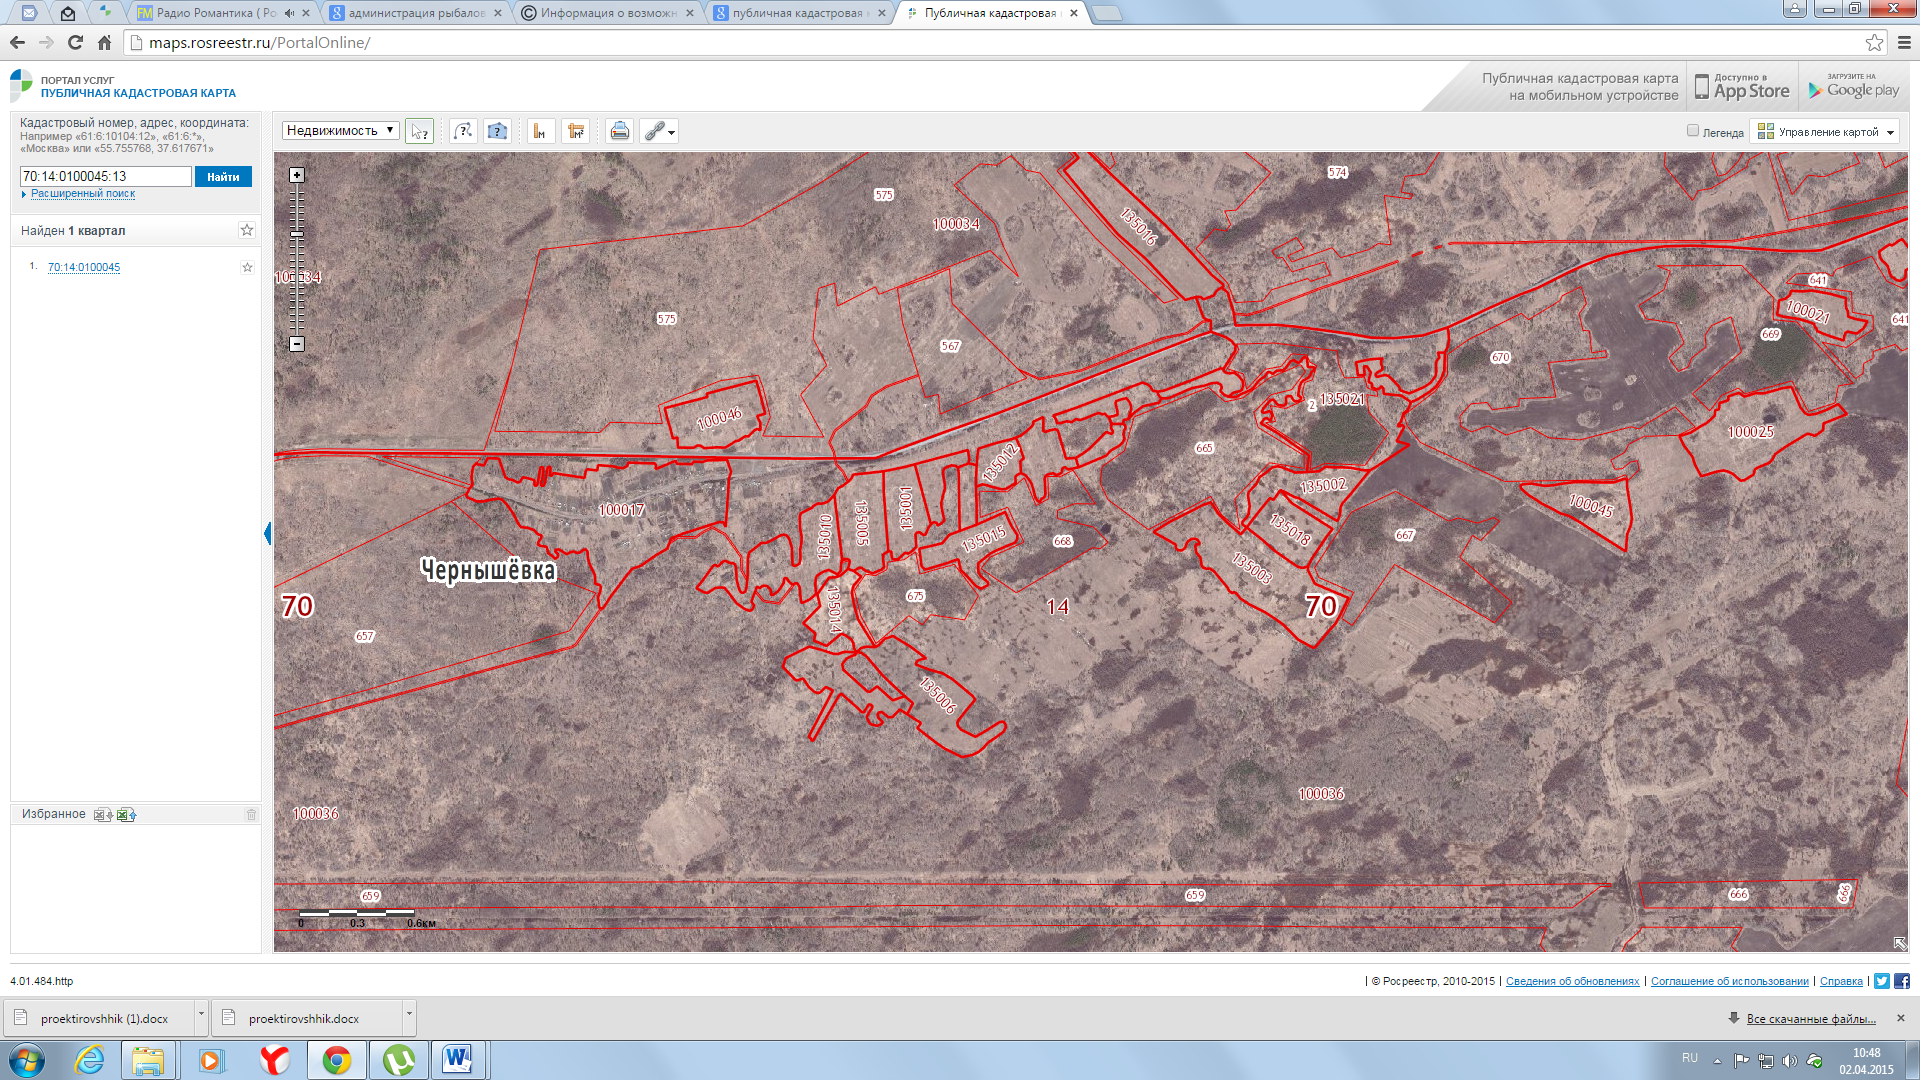 Радио Романтика ( Ро
администрация рыбалов
Информация о возможн
публичная кадастровая к
Публичная кадастровая
maps.rosreestr.ru/PortalOnline/
ПОРТАЛ УСЛУГ
ПУБЛИЧНАЯ КАДАСТРОВАЯ КАРТА
Публичная кадастровая карта
на мобильном устройстве
Доступно в
App Store
ЗАГРУЗИТЕ НА
Google play
Кадастровый номер, адрес, координата:
Например «61:6:10104:12», «61:6:*»,
«Москва» или «55.755768, 37.617671»
70:14:0100045:13
Найти
Расширенный поиск
Найден 1 квартал
1. 70:14:0100045
Избранное
Недвижимость
Легенда
Управление картой
574
575
100034
135016
100034
641
100021
641
575
567
669
670
2
135021
100046
100025
665
135012
135002
100045
100017
135010
135005
135001
135015
135018
668
667
Чернышёвка
135003
675
135014
70
14
70
657
135006
100036
100036
659
659
666
666
0 0.3 0.6км
4.01.484.http
| © Росреестр, 2010-2015 | Сведения об обновлениях | Соглашение об использовании | Справка |
proektirovshhik (1).docx
proektirovshhik.docx
Все скачанные файлы...
RU
10:48
02.04.2015